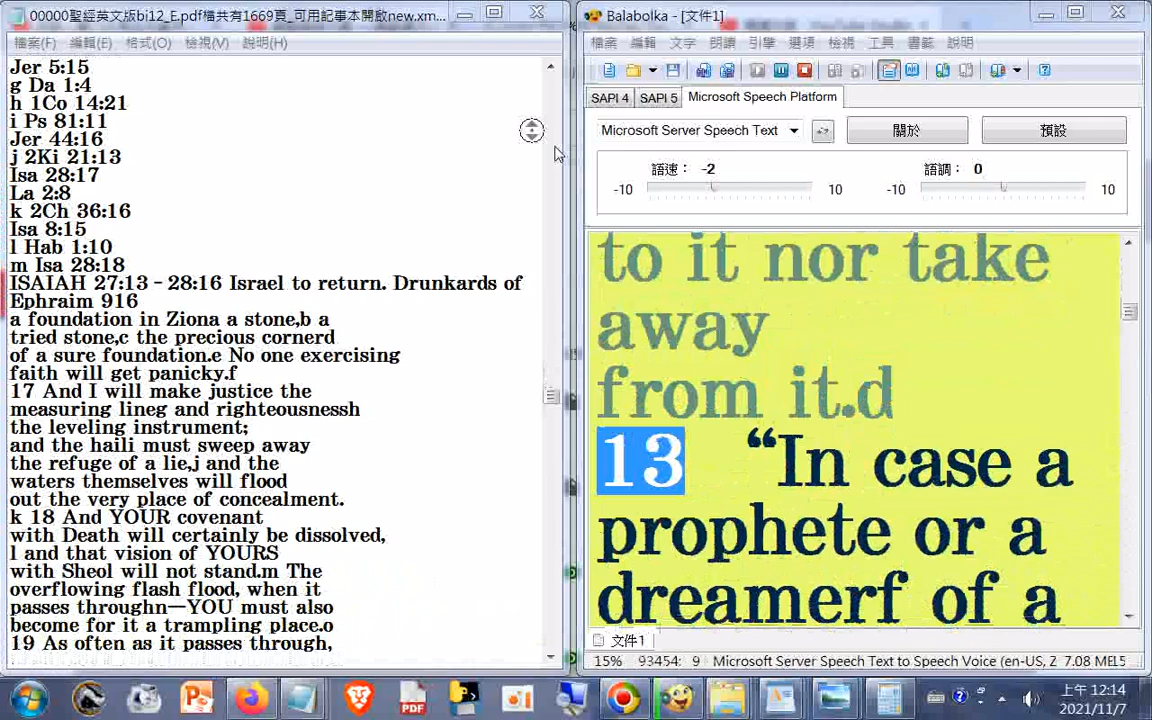 00000聖經英文版bi12_E.pdf檔共有1669頁_可用記事本開啟new.xm...
檔案(F) 編輯(E) 格式(O) 檢視(V) 說明(H)
Jer 5:15
g Da 1:4
h 1Co 14:21
i Ps 81:11
Jer 44:16
j 2Ki 21:13
Isa 28:17
La 2:8
k 2Ch 36:16
Isa 8:15
l Hab 1:10
m Isa 28:18
ISAIAH 27:13–28:16 Israel to return. Drunkards of
Ephraim 916
a foundation in Ziona a stone,b a
tried stone,c the precious cornerd
of a sure foundation.e No one exercising
faith will get panicky.f
17 And I will make justice the
measuring lineg and righteousnessh
the leveling instrument;
and the haili must sweep away
the refuge of a lie,j and the
waters themselves will flood
out the very place of concealment.
k 18 And YOUR covenant
with Death will certainly be dissolved,
l and that vision of YOURS
with Sheol will not stand.m The
overflowing flash flood, when it
passes throughn—YOU must also
become for it a trampling place.o
19 As often as it passes through,
Balabolka - [文件1]
檔案 編輯 文字 朗讀 引擎 選項 檢視 工具 書籤 說明
SAPI 4 SAPI 5 Microsoft Speech Platform
Microsoft Server Speech Text 關於 預設
語速： -2 語調： 0
-10 10 -10 10
to it nor take
away
from it.d
13 “In case a
prophete or a
dreamerf of a
文件1
15% 93454: 9 Microsoft Server Speech Text to Speech Voice (en-US, Z 7.08 МБ15
上午 12:14
2021/11/7